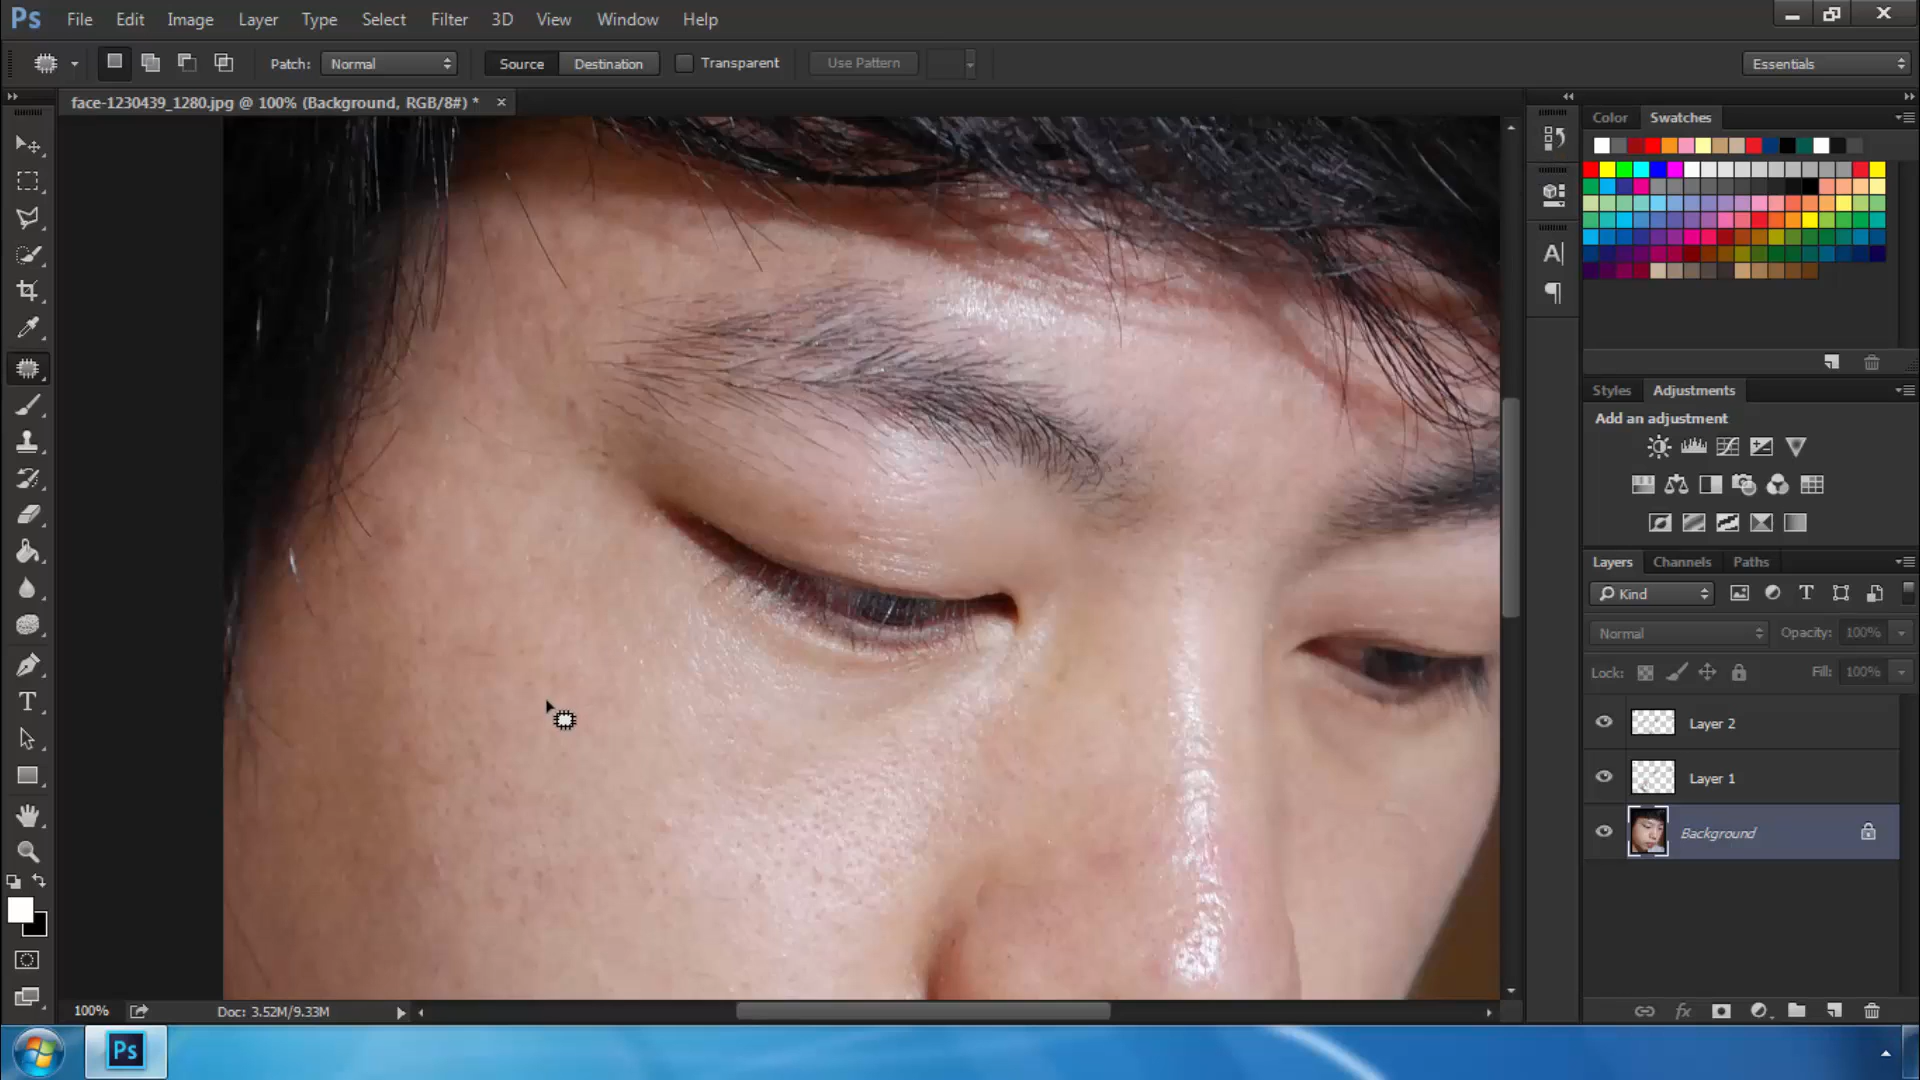 Ps File Edit Image Layer Type Select Filter 3D View Window Help
Patch: Normal Source Destination Transparent Use Pattern Essentials
face-1230439_1280.jpg @ 100% (Background, RGB/8#) *
Color Swatches
Styles Adjustments
Add an adjustment
Layers Channels Paths
Kind
Normal Opacity: 100%
Lock: Fill: 100%
Layer 2
Layer 1
Background
100% Doc: 3.52M/9.33M
fx
Ps